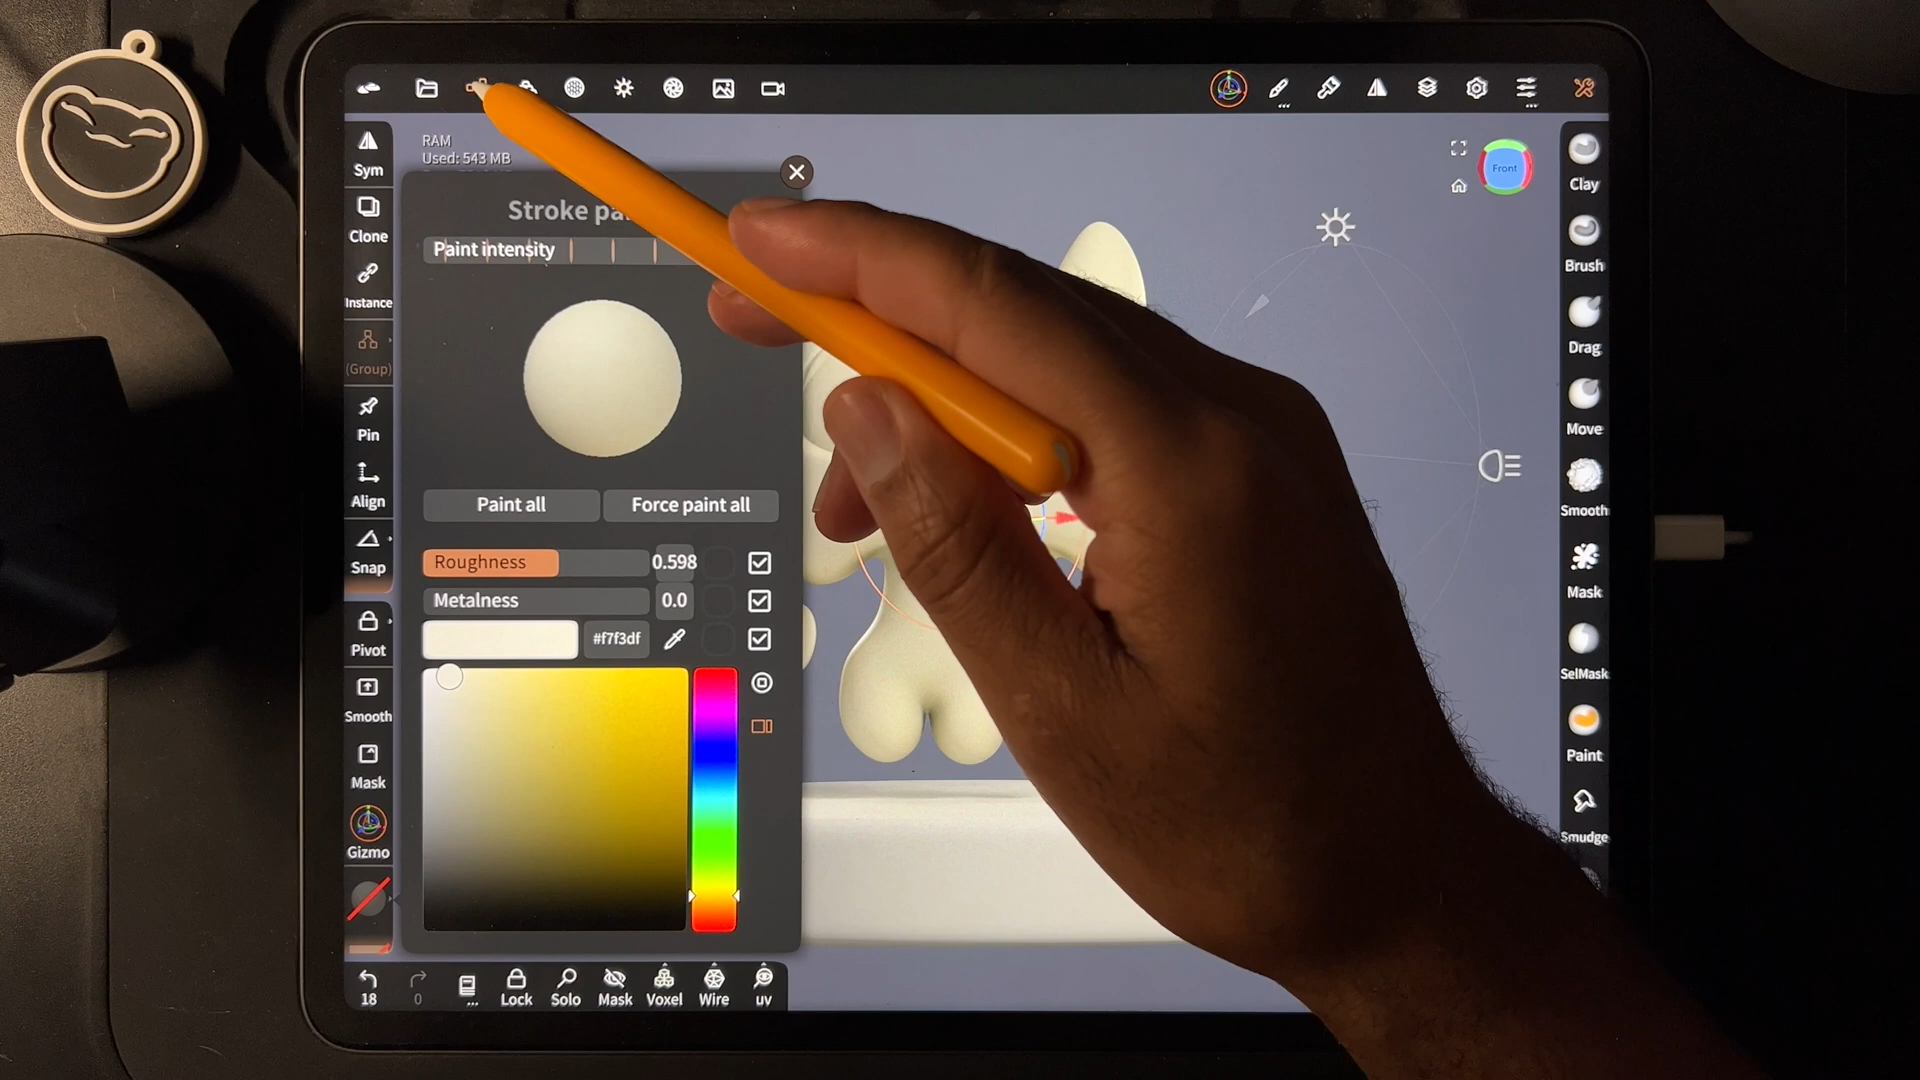 Sym
Clone
Instance
(Group)
Pin
Align
Snap
Pivot
Smooth
Mask
Gizmo
RAM
Used: 543 MB
Stroke
Paint intensity
Paint all
Force paint all
Roughness
0.598
Metalness
0.0
#f7f3df
18
0
...
Lock
Solo
Mask
Voxel
Wire
uv
Front
Clay
Brush
Drag
Move
Smooth
Mask
SelMask
Paint
Smudge